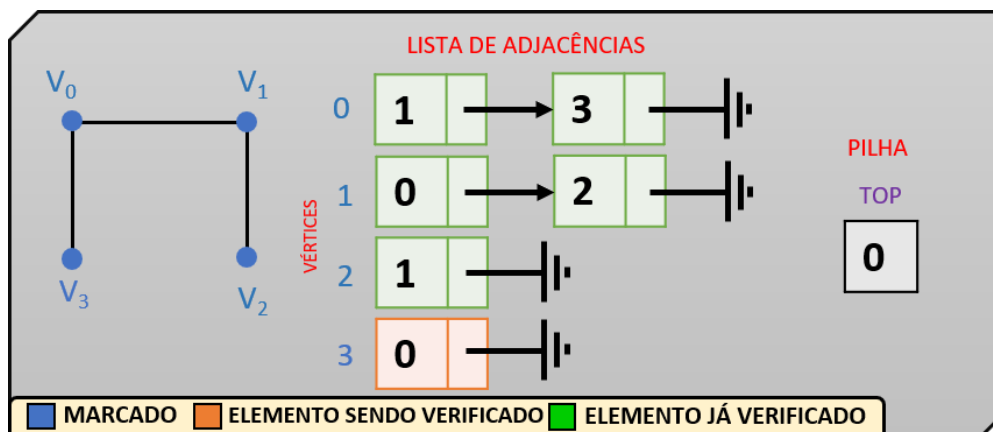 LISTA DE ADJACÊNCIAS
V0 V1
V3 V2
VÉRTICES
0 1 3
1 0 2
2 1
3 0
PILHA
TOP
0
MARCADO ELEMENTO SENDO VERIFICADO ELEMENTO JÁ VERIFICADO